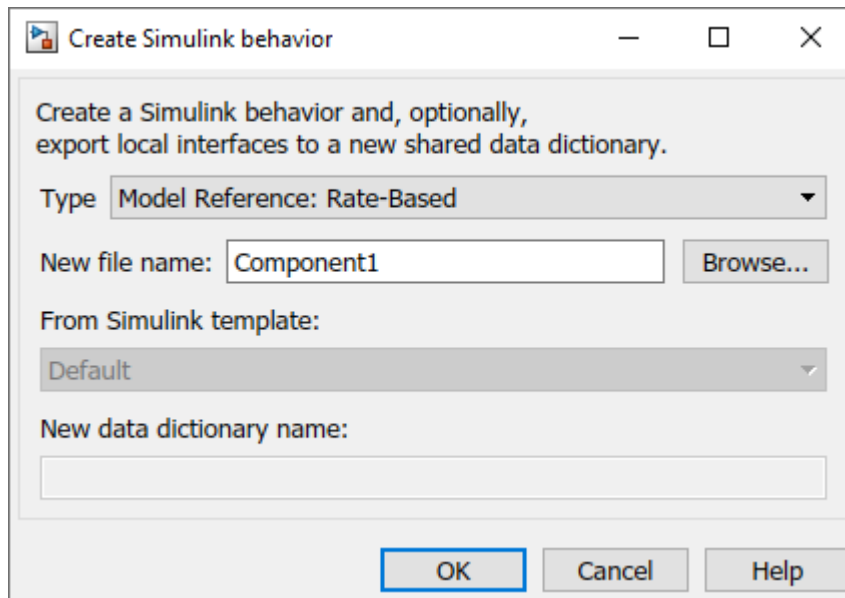 Create Simulink behavior
Create a Simulink behavior and, optionally,
export local interfaces to a new shared data dictionary.
Type Model Reference: Rate-Based
New file name: Component1 Browse...
From Simulink template:
Default
New data dictionary name:
OK Cancel Help